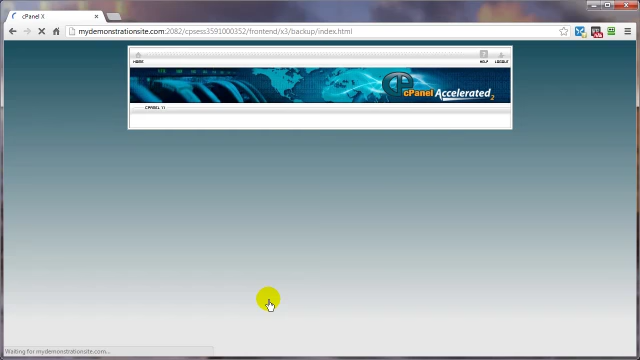 cPanel X
mydemonstrationsite.com:2082/cpsess3591000352/frontend/x3/backup/index.html
HOME
HELP
LOGOUT
cPanel Accelerated 2
CPANEL 11
Waiting for mydemonstrationsite.com...